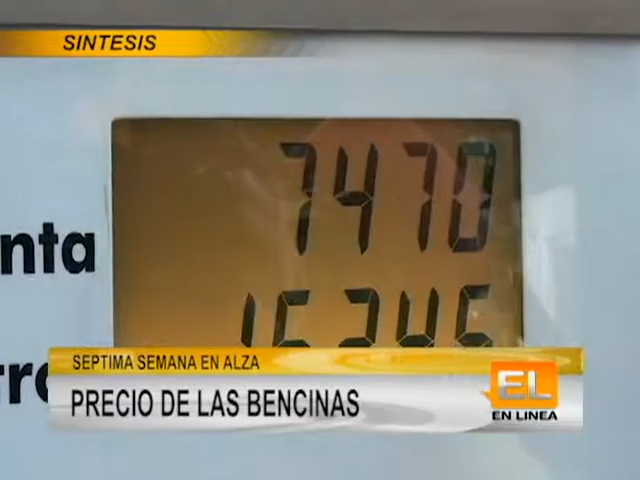 SINTESIS
7470
nta
SEPTIMA SEMANA EN ALZA
PRECIO DE LAS BENCINAS
EL
EN LINEA